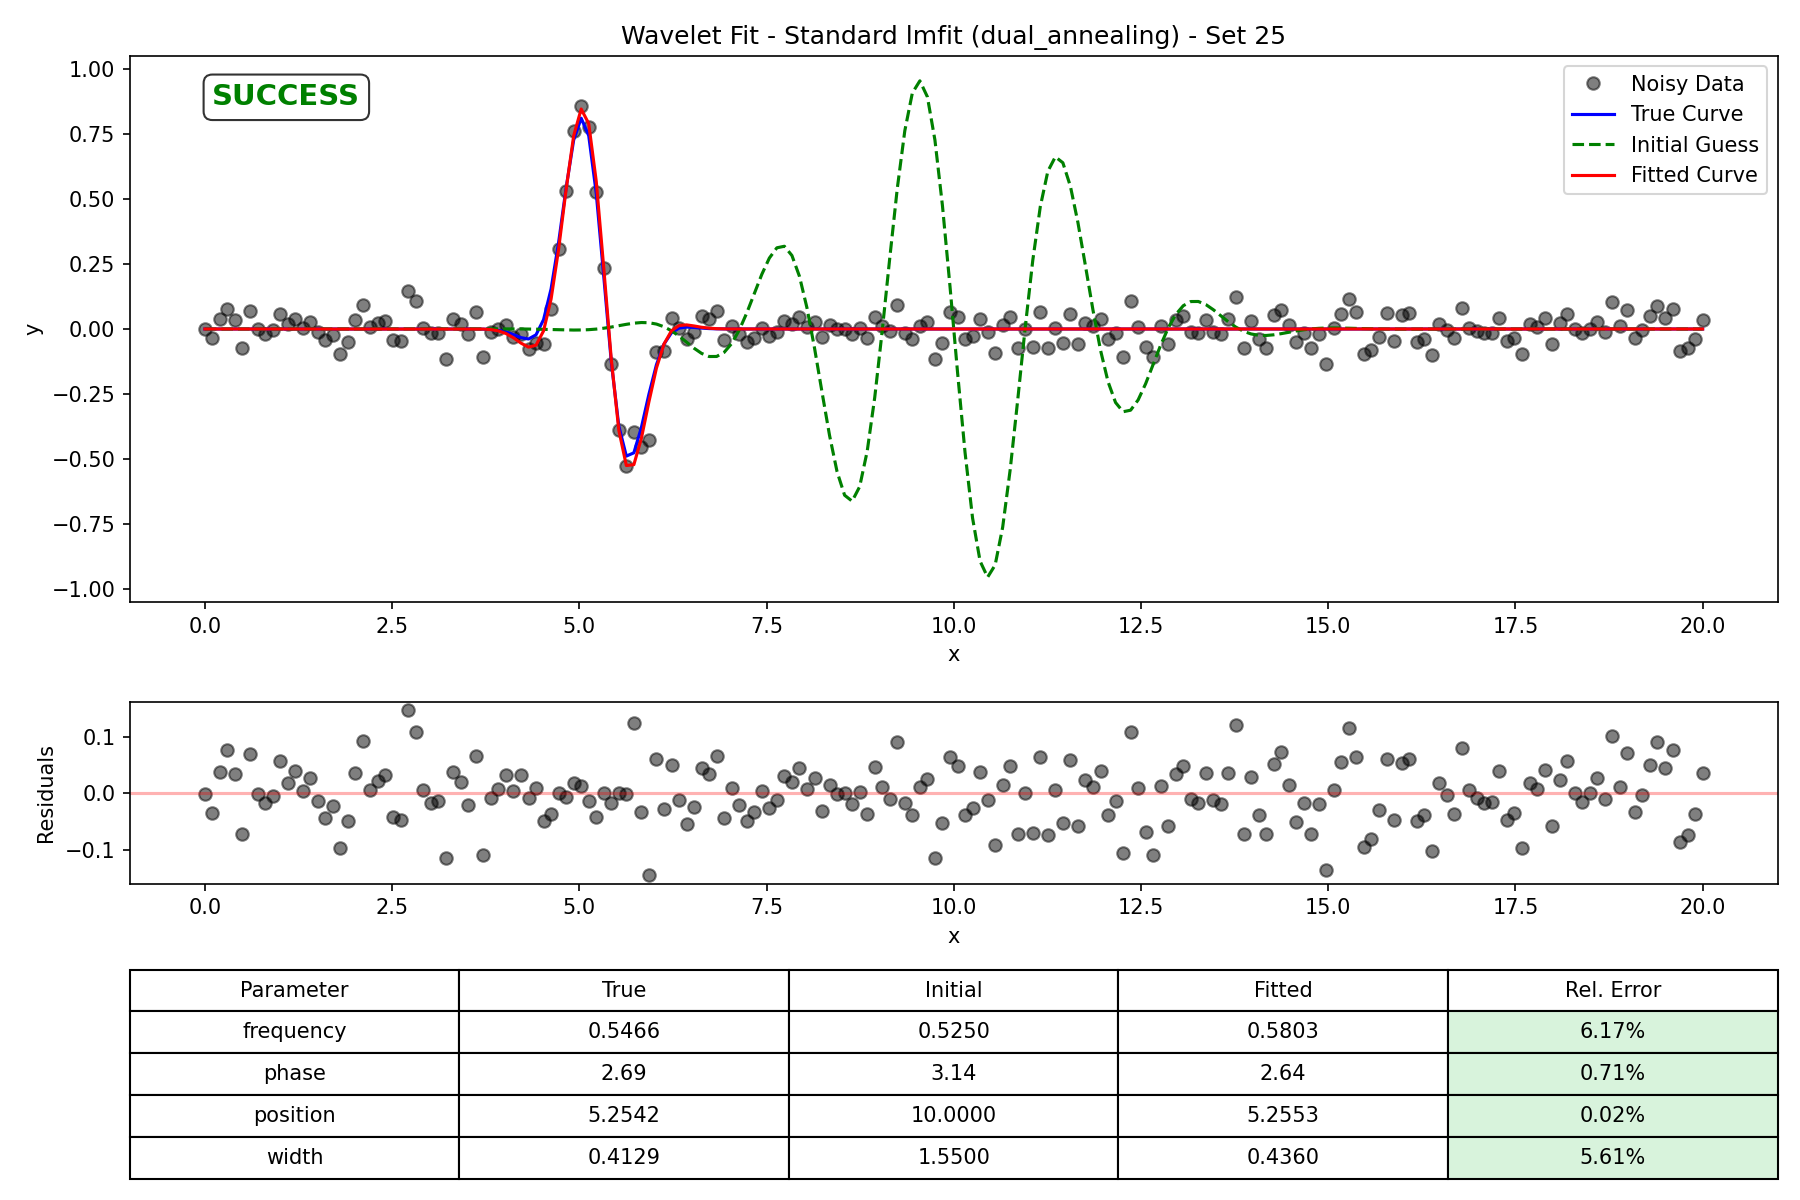 Wavelet Fit - Standard lmfit (dual_annealing) - Set 25
SUCCESS
Noisy Data
True Curve
Initial Guess
Fitted Curve
y
1.00
0.75
0.50
0.25
0.00
−0.25
−0.50
−0.75
−1.00
0.0 2.5 5.0 7.5 10.0 12.5 15.0 17.5 20.0
x
Residuals
0.1
0.0
−0.1
0.0 2.5 5.0 7.5 10.0 12.5 15.0 17.5 20.0
x
Parameter True Initial Fitted Rel. Error
frequency 0.5466 0.5250 0.5803 6.17%
phase 2.69 3.14 2.64 0.71%
position 5.2542 10.0000 5.2553 0.02%
width 0.4129 1.5500 0.4360 5.61%